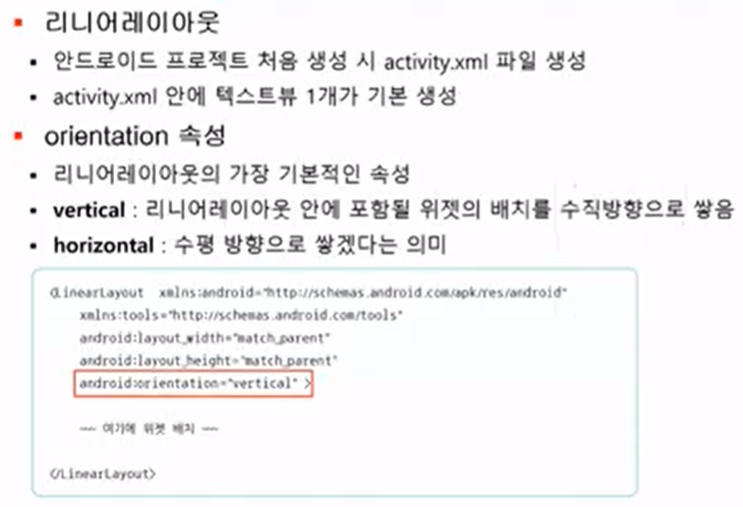 리니어레이아웃
안드로이드 프로젝트 처음 생성 시 activity.xml 파일 생성
activity.xml 안에 텍스트뷰 1개가 기본 생성
orientation 속성
리니어레이아웃의 가장 기본적인 속성
vertical : 리니어레이아웃 안에 포함될 위젯의 배치를 수직방향으로 쌓음
horizontal : 수평 방향으로 쌓겠다는 의미
<LinearLayout xmlns:android="http://schemas.android.com/apk/res/android"
xmlns:tools="http://schemas.android.com/tools"
android:layout_width="match_parent"
android:layout_height="match_parent"
android:orientation="vertical" >
~~ 여기에 위젯 배치 ~~
</LinearLayout>